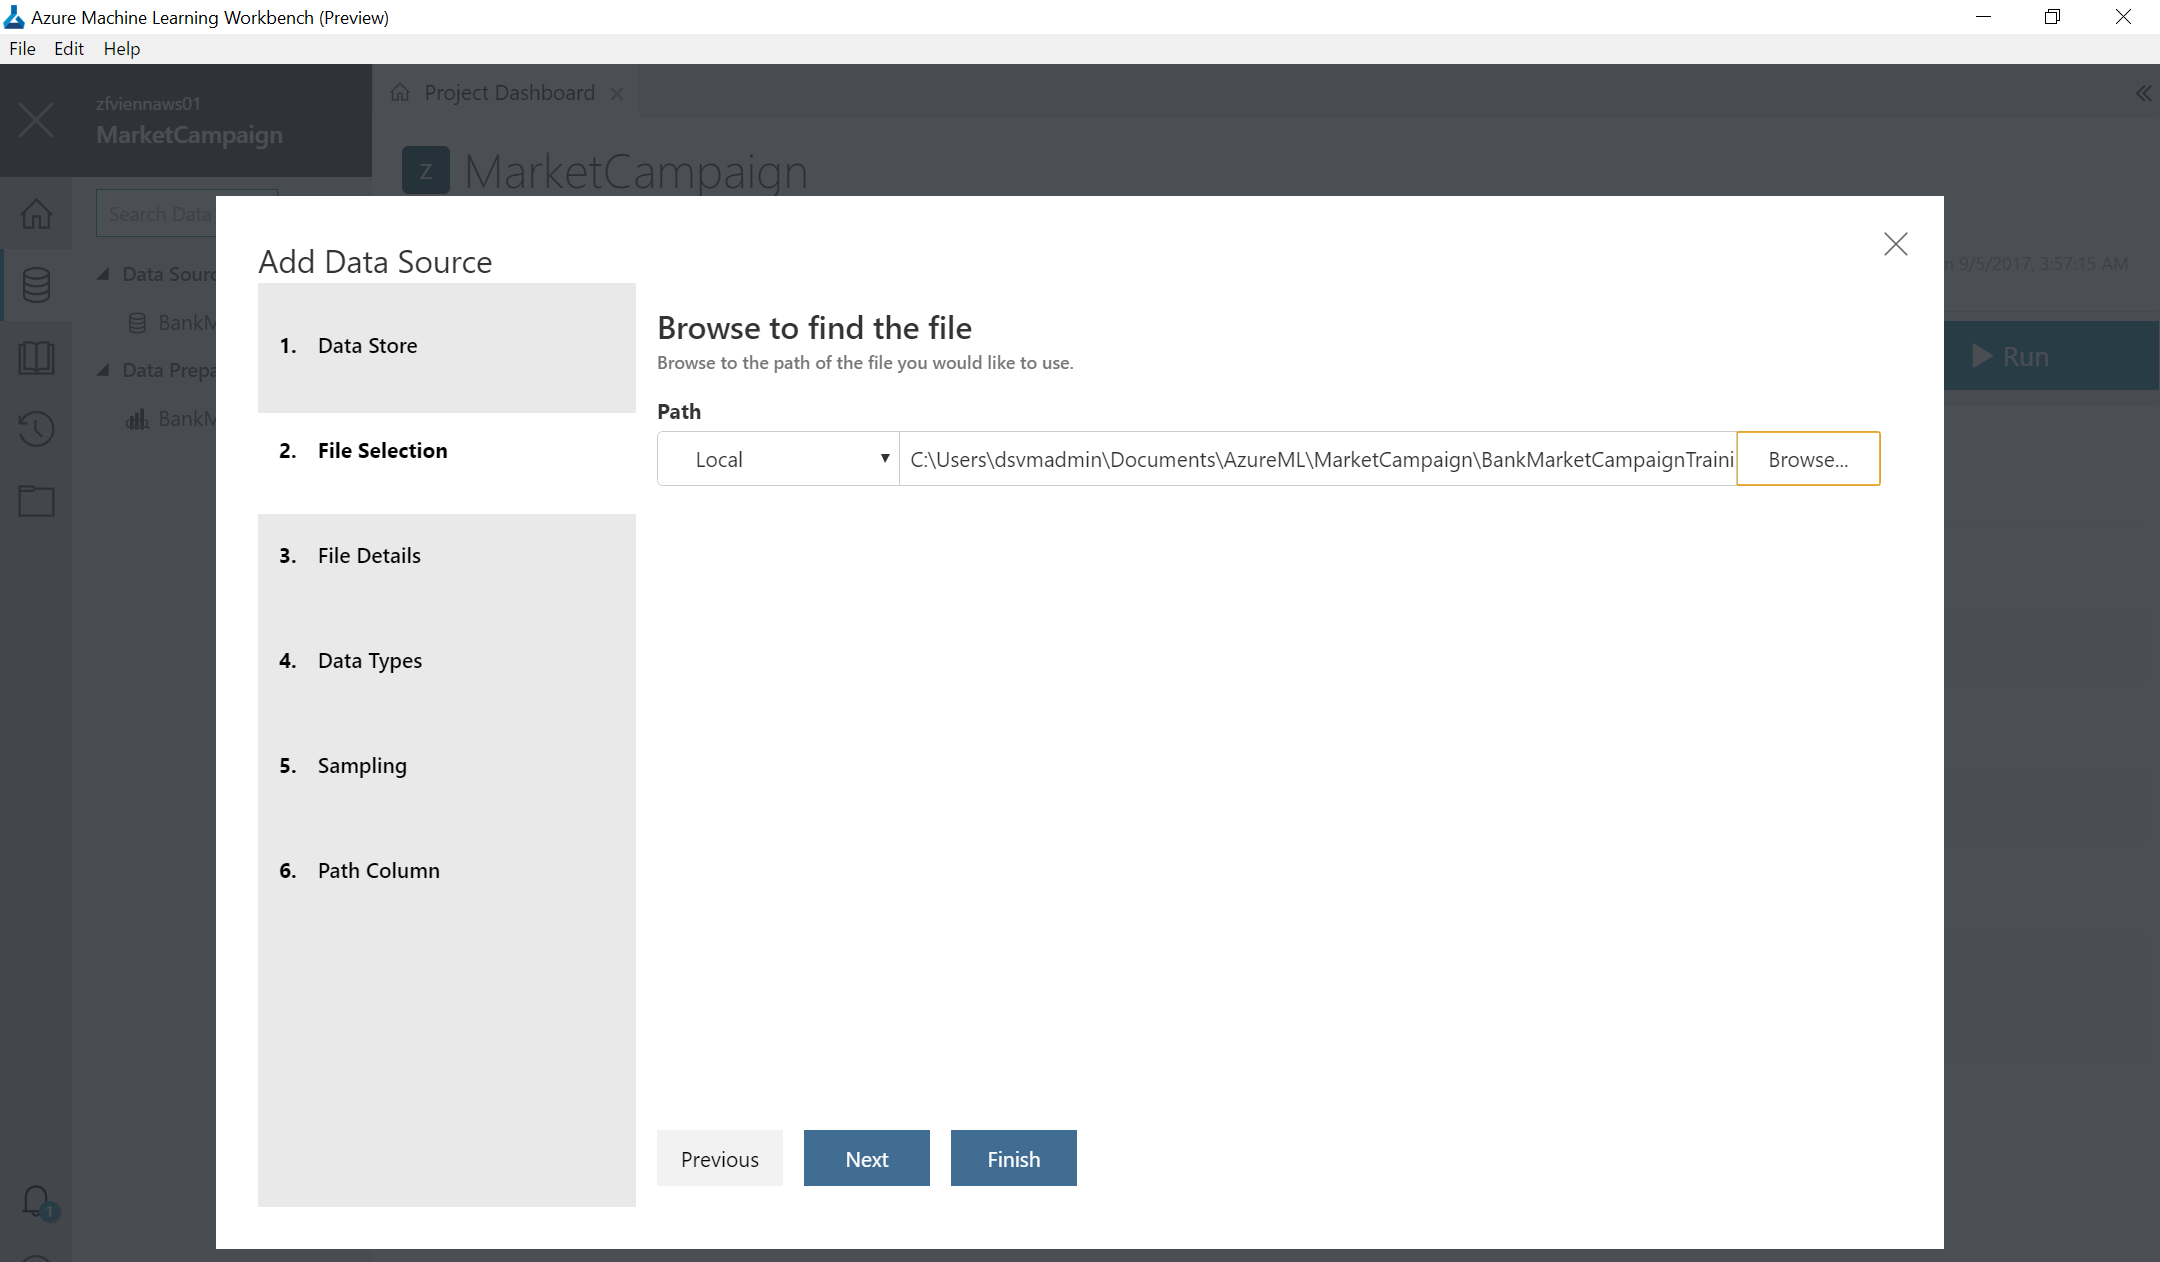 Azure Machine Learning Workbench (Preview)
File Edit Help
zfviennaws01
MarketCampaign
Project Dashboard
Z MarketCampaign
Search Data
Data Sourc
BankM
Data Prepa
BankM
9/5/2017, 3:57:15 AM
Run
Add Data Source
1. Data Store
2. File Selection
3. File Details
4. Data Types
5. Sampling
6. Path Column
Browse to find the file
Browse to the path of the file you would like to use.
Path
Local C:\Users\dsvmadmin\Documents\AzureML\MarketCampaign\BankMarketCampaignTraini Browse...
Previous Next Finish
1